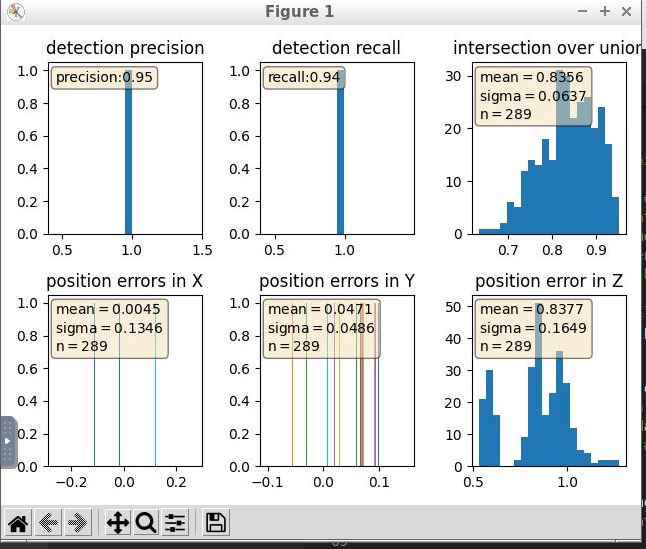 Figure 1
detection precision
detection recall
intersection over union
precision:0.95
recall:0.94
mean = 0.8356
sigma = 0.0637
n = 289
1.0
0.8
0.6
0.4
0.2
0.0
0.5
1.0
1.5
1.0
0.8
0.6
0.4
0.2
0.0
0.5
1.0
30
20
10
0
0.7
0.8
0.9
position errors in X
position errors in Y
position error in Z
mean = 0.0045
sigma = 0.1346
n = 289
mean = 0.0471
sigma = 0.0486
n = 289
mean = 0.8377
sigma = 0.1649
n = 289
1.0
0.8
0.6
0.4
0.2
0.0
−0.2
0.0
0.2
1.0
0.8
0.6
0.4
0.2
0.0
−0.1
0.0
0.1
50
40
30
20
10
0
0.5
1.0